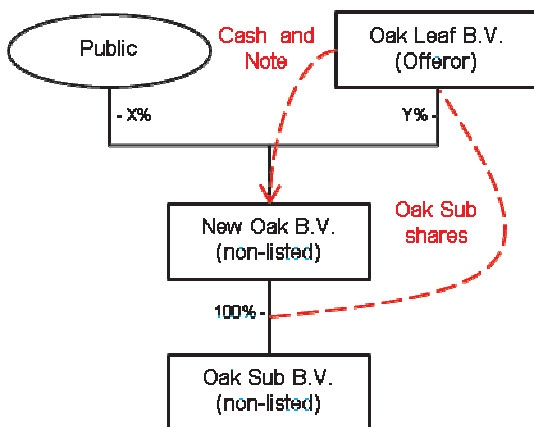 Public
Cash and
Note
Oak Leaf B.V.
(Offeror)
- X%
Y% -
New Oak B.V.
(non-listed)
Oak Sub
shares
100% -
Oak Sub B.V.
(non-listed)